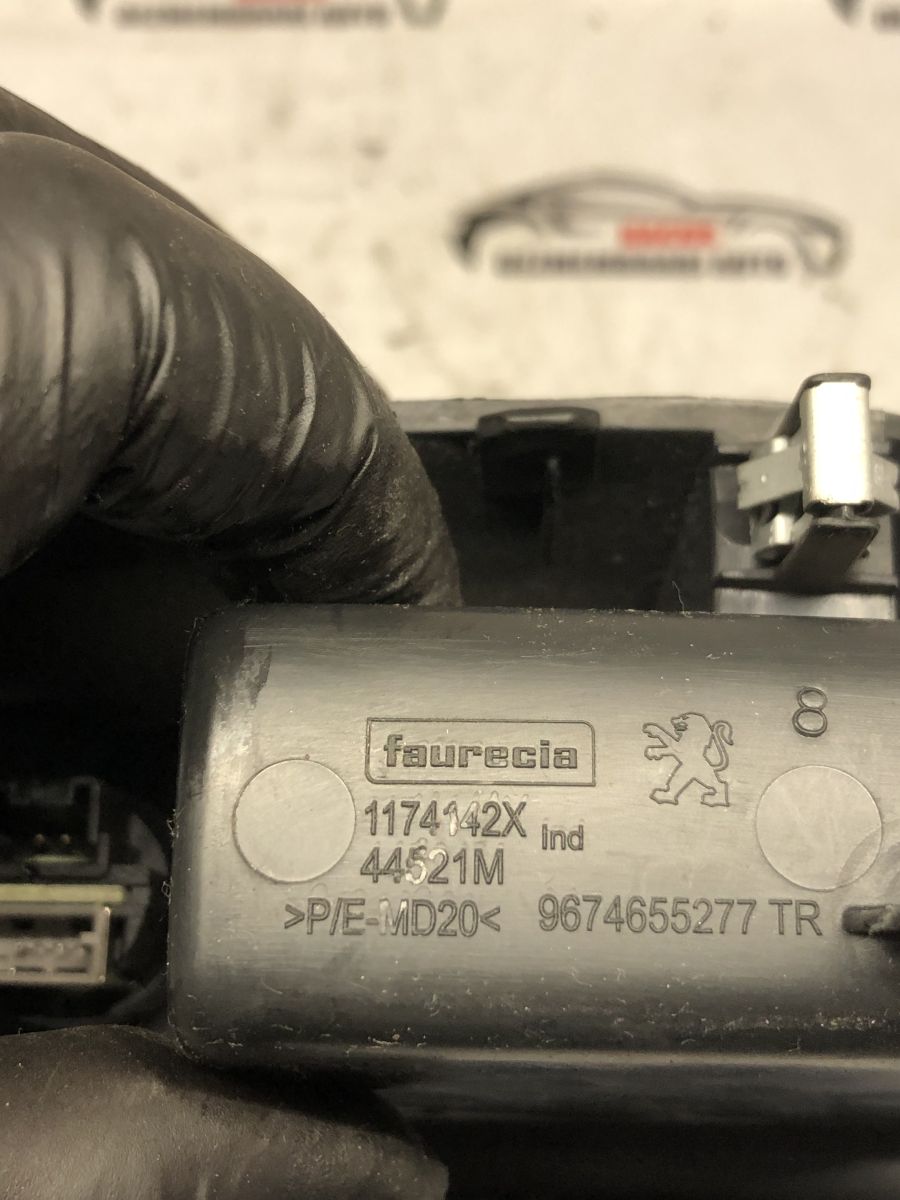 8
faurecia
1174142X Ind
44521M
>P/E-MD20< 9674655277 TR